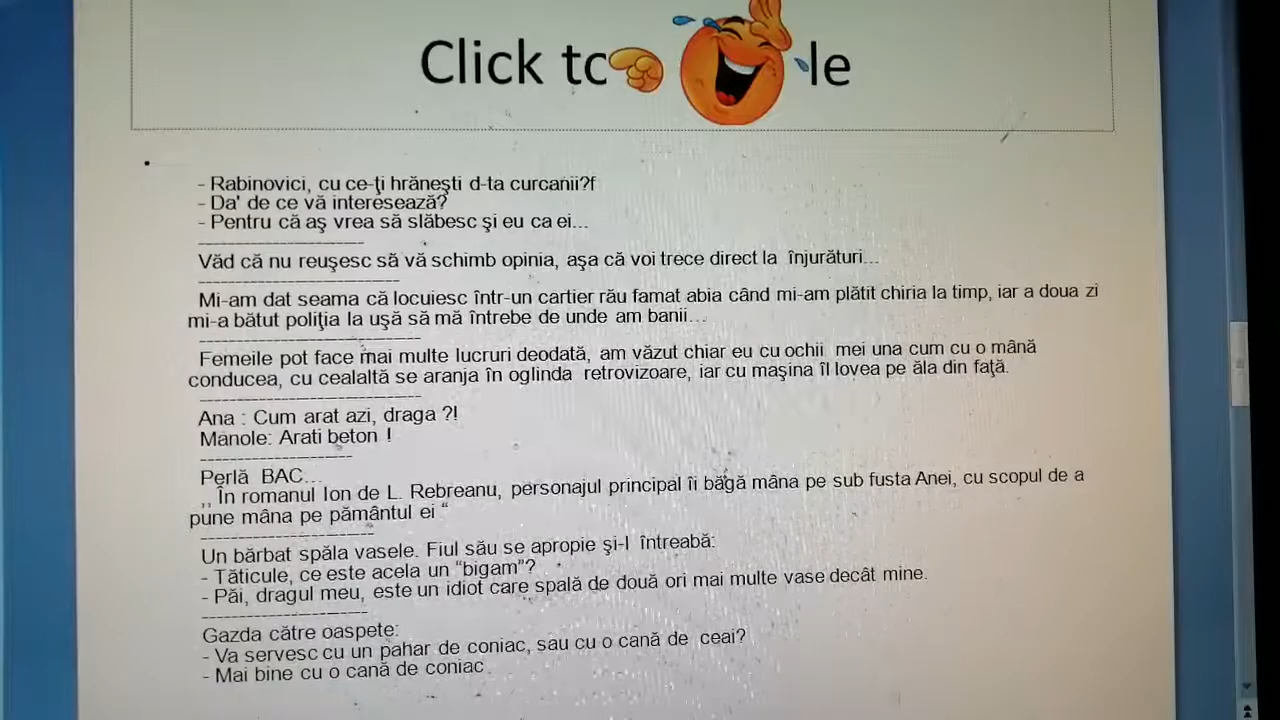 Click to le
- Rabinovici, cu ce-ţi hrăneşti d-ta curcanii?f
- Da' de ce vă interesează?
- Pentru că aş vrea să slăbesc şi eu ca ei...
------------------------
Văd că nu reuşesc să vă schimb opinia, aşa că voi trece direct la înjurături...
-----------------------------
Mi-am dat seama că locuiesc într-un cartier rău famat abia când mi-am plătit chiria la timp, iar a doua zi
mi-a bătut poliţia la uşă să mă întrebe de unde am banii...
--------------------------------
Femeile pot face mai multe lucruri deodată, am văzut chiar eu cu ochii mei una cum cu o mână
conducea, cu cealaltă se aranja în oglinda retrovizoare, iar cu maşina îl lovea pe ăla din faţă.
--------------------------------
Ana : Cum arat azi, draga ?!
Manole: Arati beton !
----------------------
Perlă BAC...
,, În romanul Ion de L. Rebreanu, personajul principal îi băgă mâna pe sub fusta Anei, cu scopul de a
pune mâna pe pământul ei “
-------------------------
Un bărbat spăla vasele. Fiul său se apropie şi-l întreabă:
- Tăticule, ce este acela un “bigam”?
- Păi, dragul meu, este un idiot care spală de două ori mai multe vase decât mine.
------------------------
Gazda către oaspete:
- Va servesc cu un pahar de coniac, sau cu o cană de ceai?
- Mai bine cu o cană de coniac